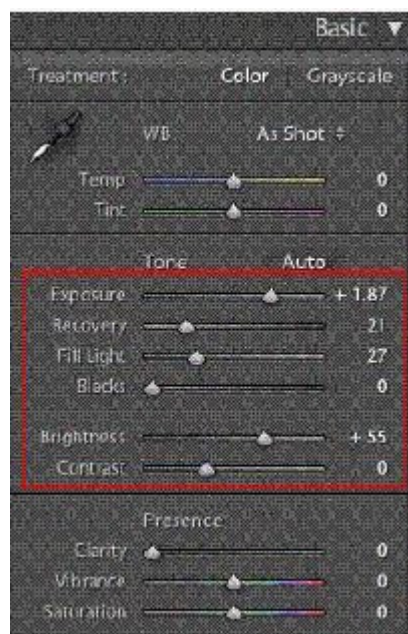 Basic
Treatment: Color Grayscale
WB As Shot
Temp 0
Tint 0
Tone Auto
Exposure + 1.87
Recovery 21
Fill Light 27
Blacks 0
Brightness + 55
Contrast 0
Presence
Clarity 0
Vibrance 0
Saturation 0